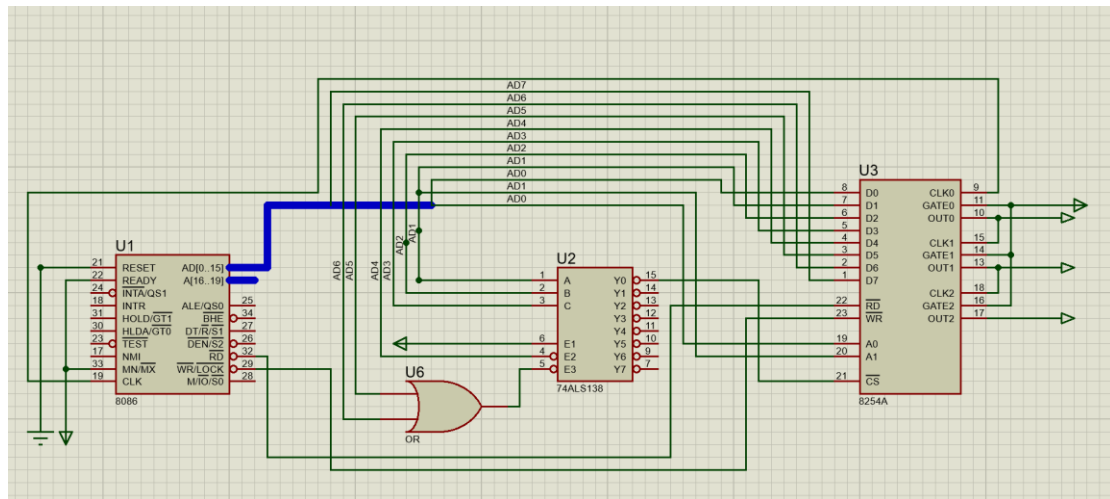 AD7
AD6
AD5
AD4
AD3
AD2
AD1
AD0
AD1
AD0
AD6
AD5
AD4
AD3
AD2
AD1
U1
21 RESET AD[0..15]
22 READY A[16..19]
24 INTA/QS1
18 INTR ALE/QS0 25
31 HOLD/GT1 BHE 34
30 HLDA/GT0 DT/R/S1 27
23 TEST DEN/S2 26
17 NMI RD 32
33 MN/MX WR/LOCK 29
19 CLK M/IO/S0 28
8086
U6
OR
U2
1 A Y0 15
2 B Y1 14
3 C Y2 13
Y3 12
Y4 11
6 E1 Y5 10
4 E2 Y6 9
5 E3 Y7 7
74ALS138
U3
8 D0 CLK0 9
7 D1 GATE0 11
6 D2 OUT0 10
5 D3
4 D4 CLK1 15
3 D5 GATE1 14
2 D6 OUT1 13
1 D7
CLK2 18
22 RD GATE2 16
23 WR OUT2 17
19 A0
20 A1
21 CS
8254A